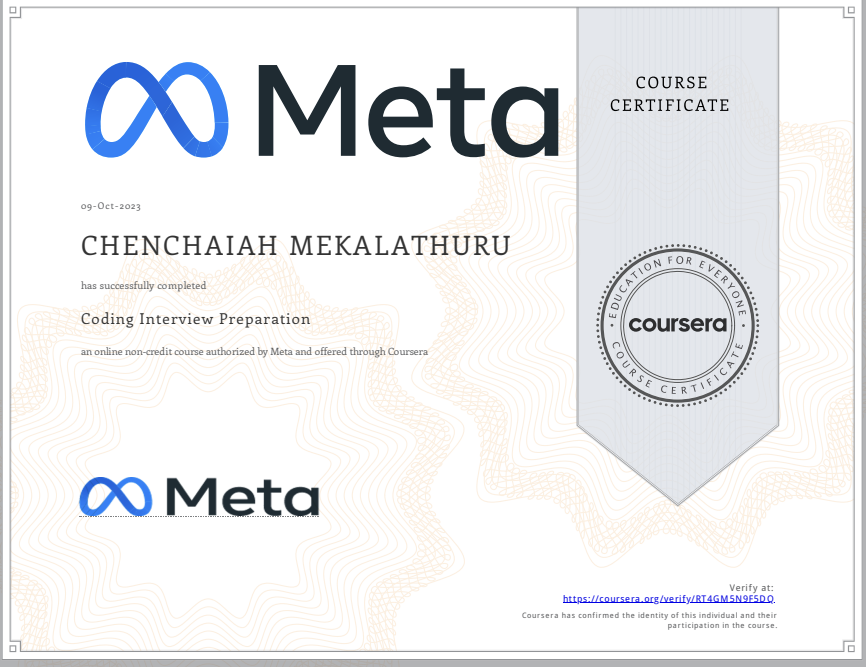 Meta
COURSE
CERTIFICATE
09-Oct-2023
CHENCHAIAH MEKALATHURU
has successfully completed
Coding Interview Preparation
an online non-credit course authorized by Meta and offered through Coursera
EDUCATION FOR EVERYONE
coursera
COURSE CERTIFICATE
Meta
Verify at:
https://coursera.org/verify/RT4GM5N9F5DQ
Coursera has confirmed the identity of this individual and their
participation in the course.